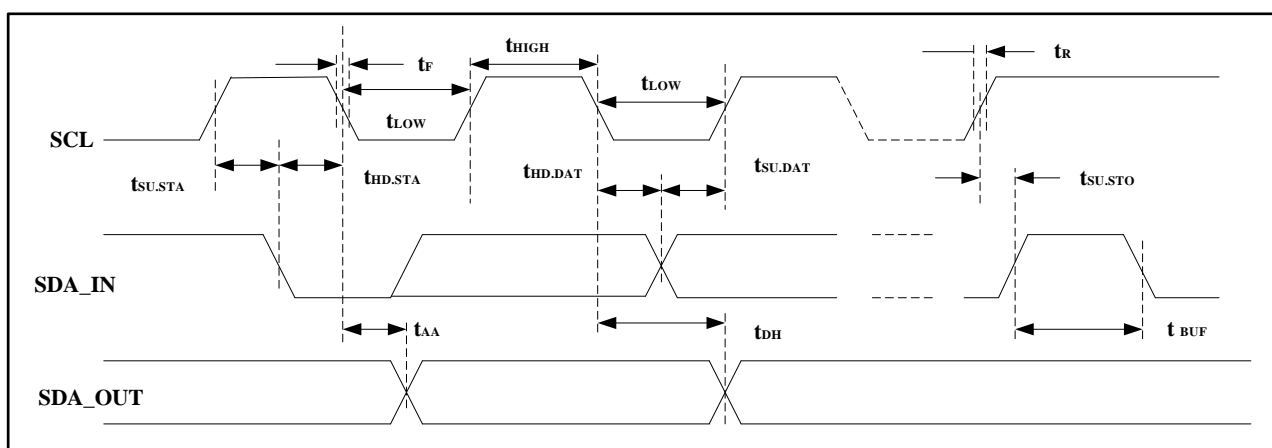 tHIGH
tF
tR
tLOW
tLOW
SCL
tSU.STA
tHD.STA
tHD.DAT
tSU.DAT
tSU.STO
SDA_IN
tAA
tDH
t BUF
SDA_OUT